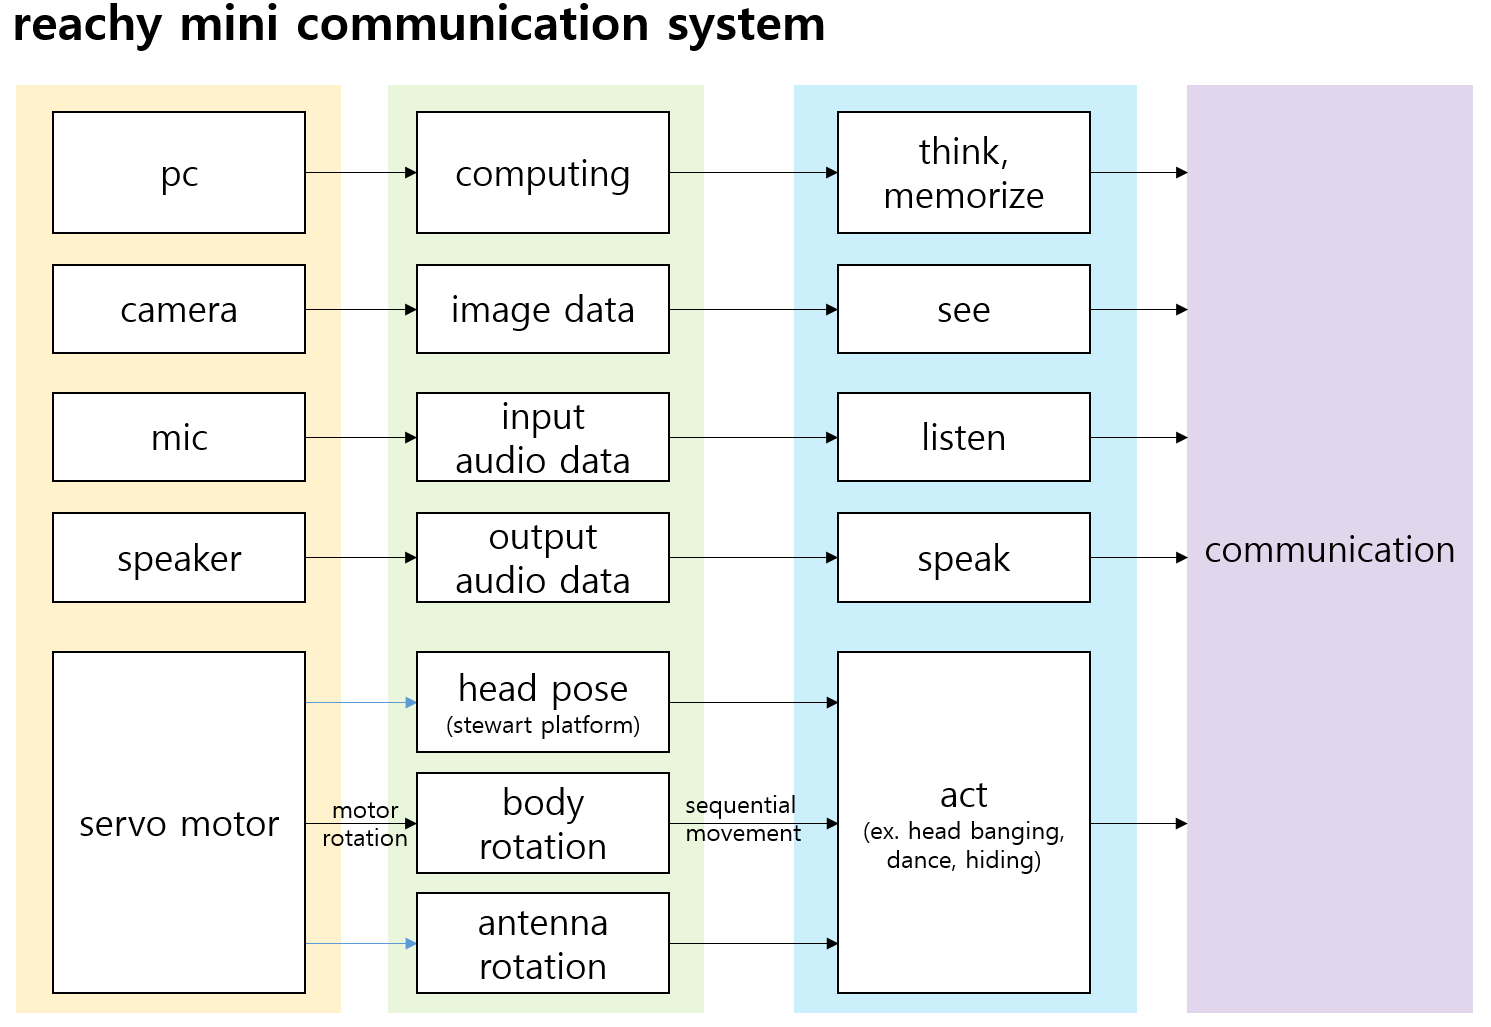 reachy mini communication system
pc
computing
think,
memorize
camera
image data
see
mic
input
audio data
listen
speaker
output
audio data
speak
communication
servo motor
motor
rotation
head pose
(stewart platform)
body
rotation
antenna
rotation
sequential
movement
act
(ex. head banging,
dance, hiding)